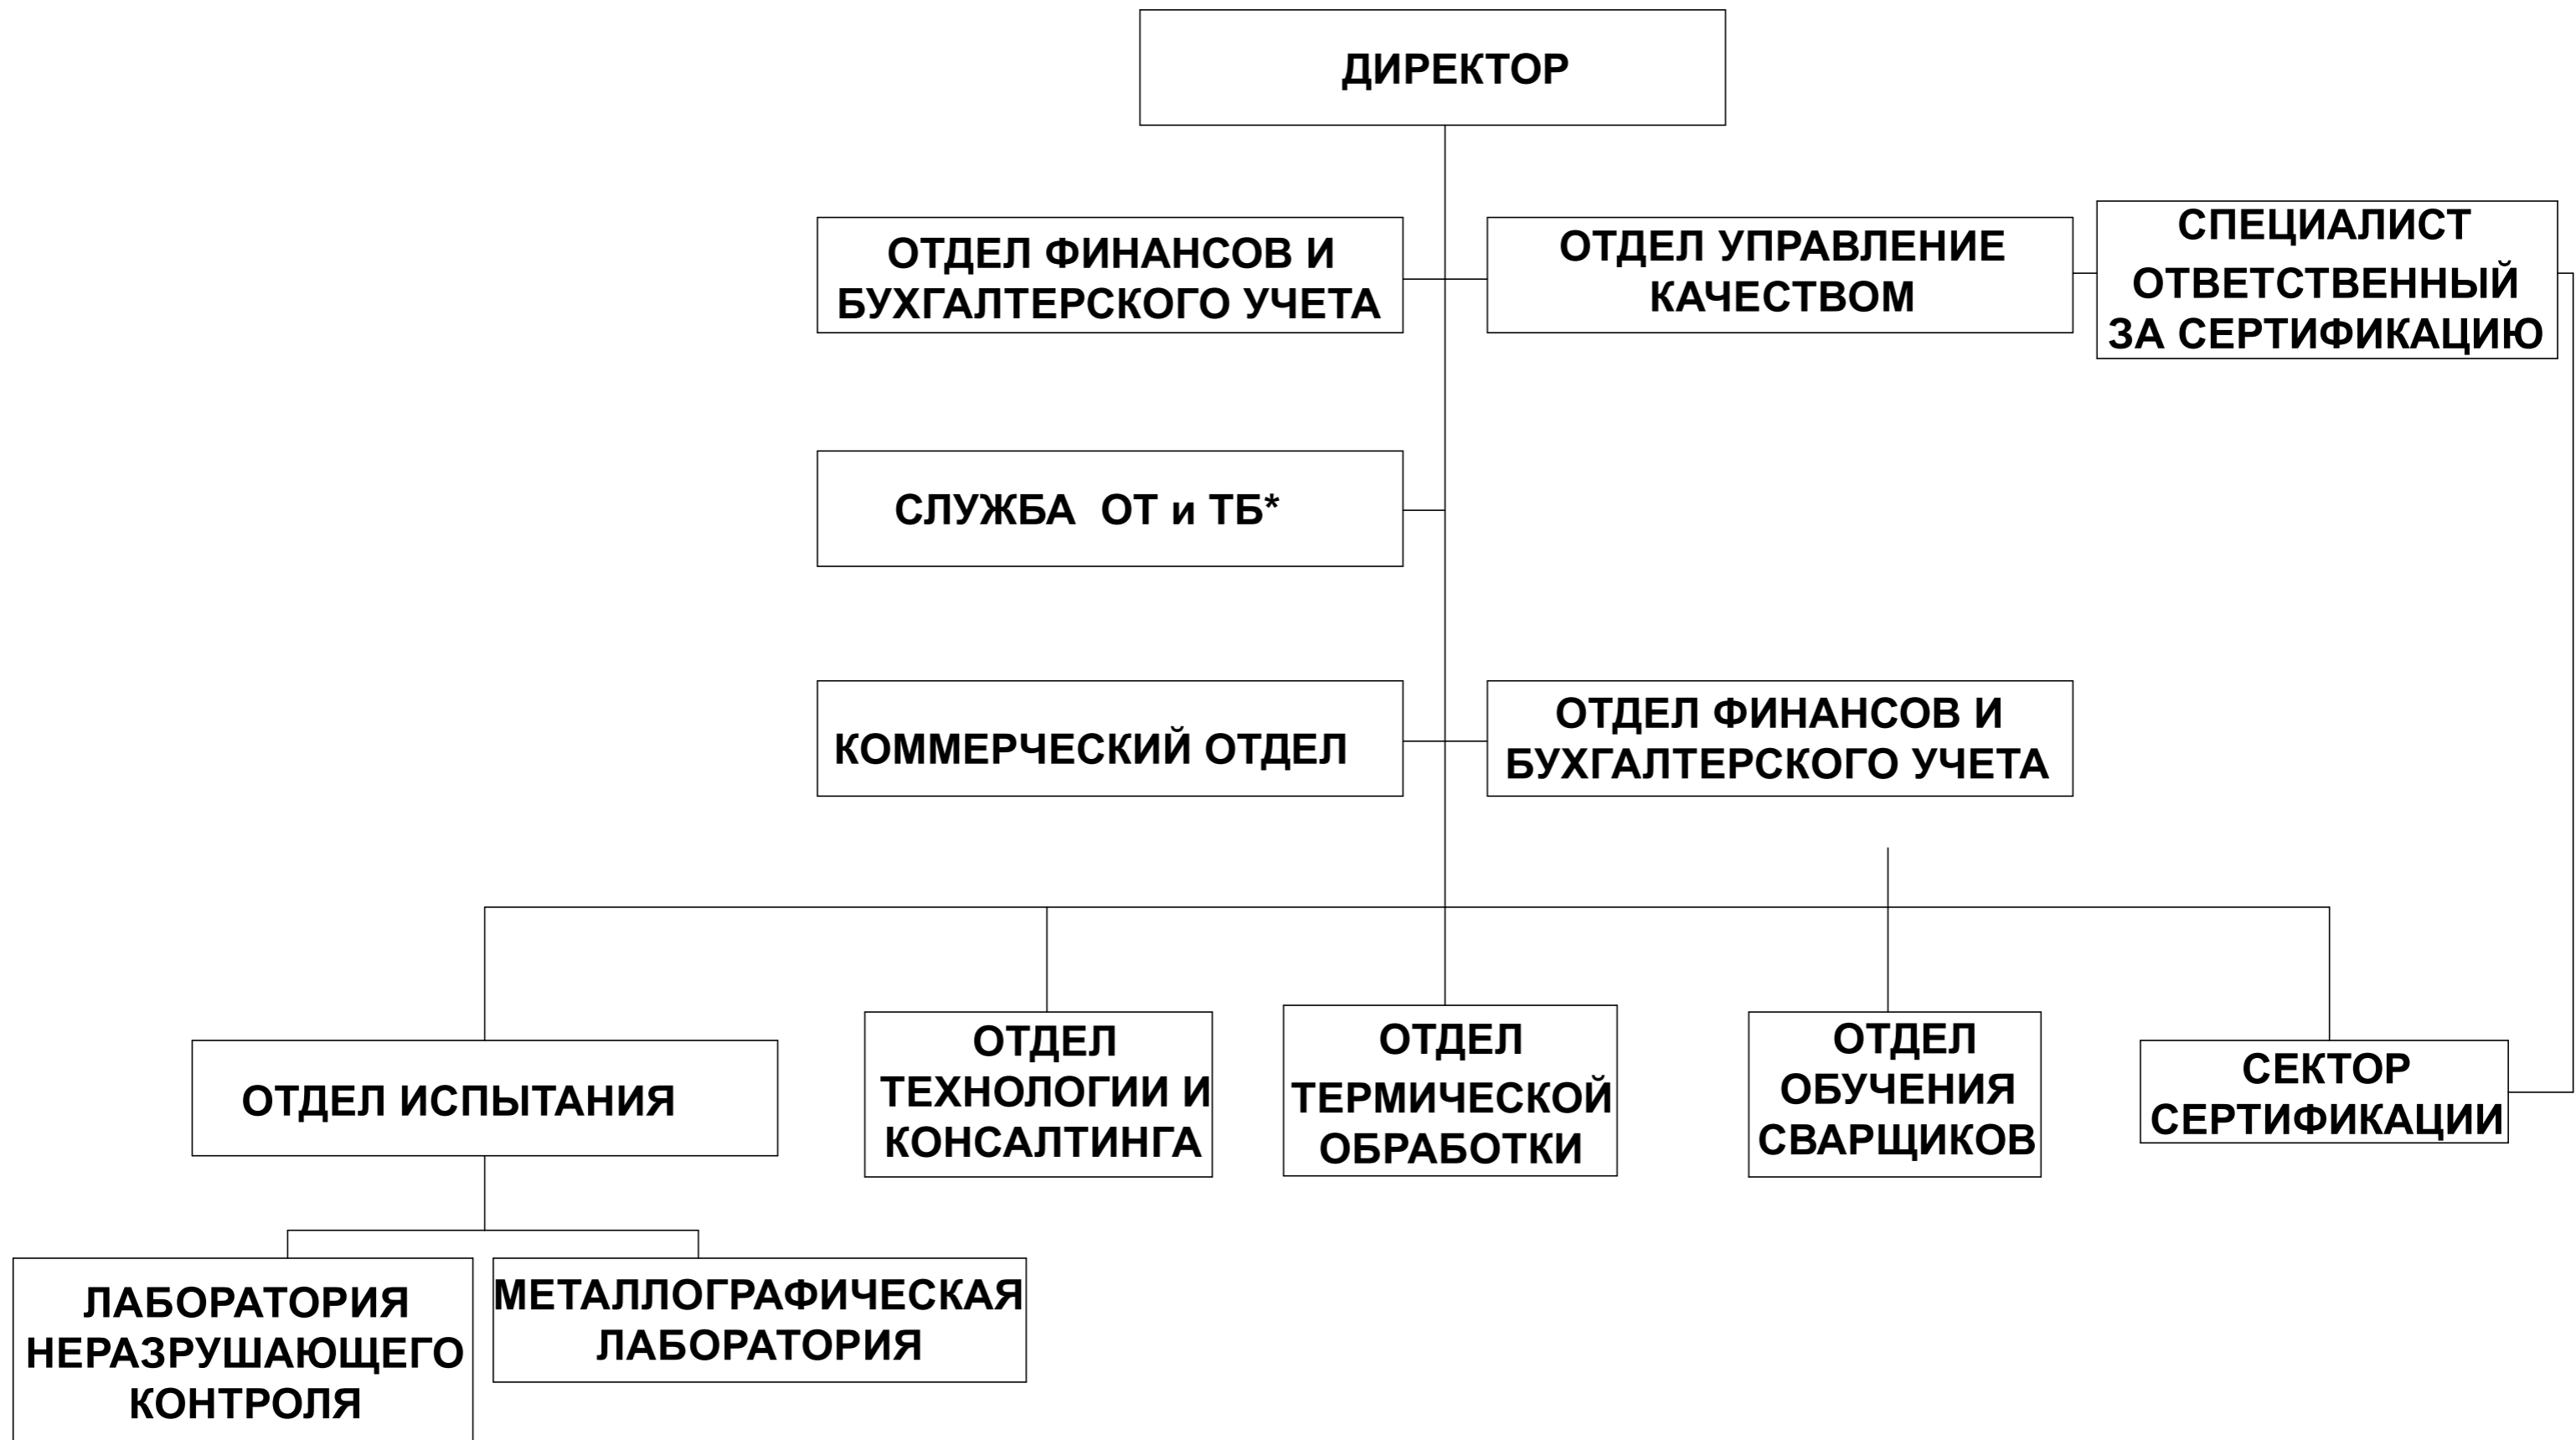 ДИРЕКТОР
ОТДЕЛ ФИНАНСОВ И
БУХГАЛТЕРСКОГО УЧЕТА
ОТДЕЛ УПРАВЛЕНИЕ
КАЧЕСТВОМ
СПЕЦИАЛИСТ
ОТВЕТСТВЕННЫЙ
ЗА СЕРТИФИКАЦИЮ
СЛУЖБА ОТ и ТБ*
КОММЕРЧЕСКИЙ ОТДЕЛ
ОТДЕЛ ФИНАНСОВ И
БУХГАЛТЕРСКОГО УЧЕТА
ОТДЕЛ ИСПЫТАНИЯ
ОТДЕЛ
ТЕХНОЛОГИИ И
КОНСАЛТИНГА
ОТДЕЛ
ТЕРМИЧЕСКОЙ
ОБРАБОТКИ
ОТДЕЛ
ОБУЧЕНИЯ
СВАРЩИКОВ
СЕКТОР
СЕРТИФИКАЦИИ
ЛАБОРАТОРИЯ
НЕРАЗРУШАЮЩЕГО
КОНТРОЛЯ
МЕТАЛЛОГРАФИЧЕСКАЯ
ЛАБОРАТОРИЯ